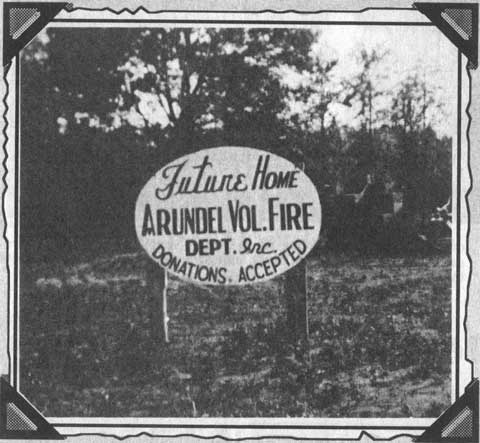 Future HOME
ARUNDEL VOL. FIRE
DEPT. Inc.
DONATIONS. ACCEPTED